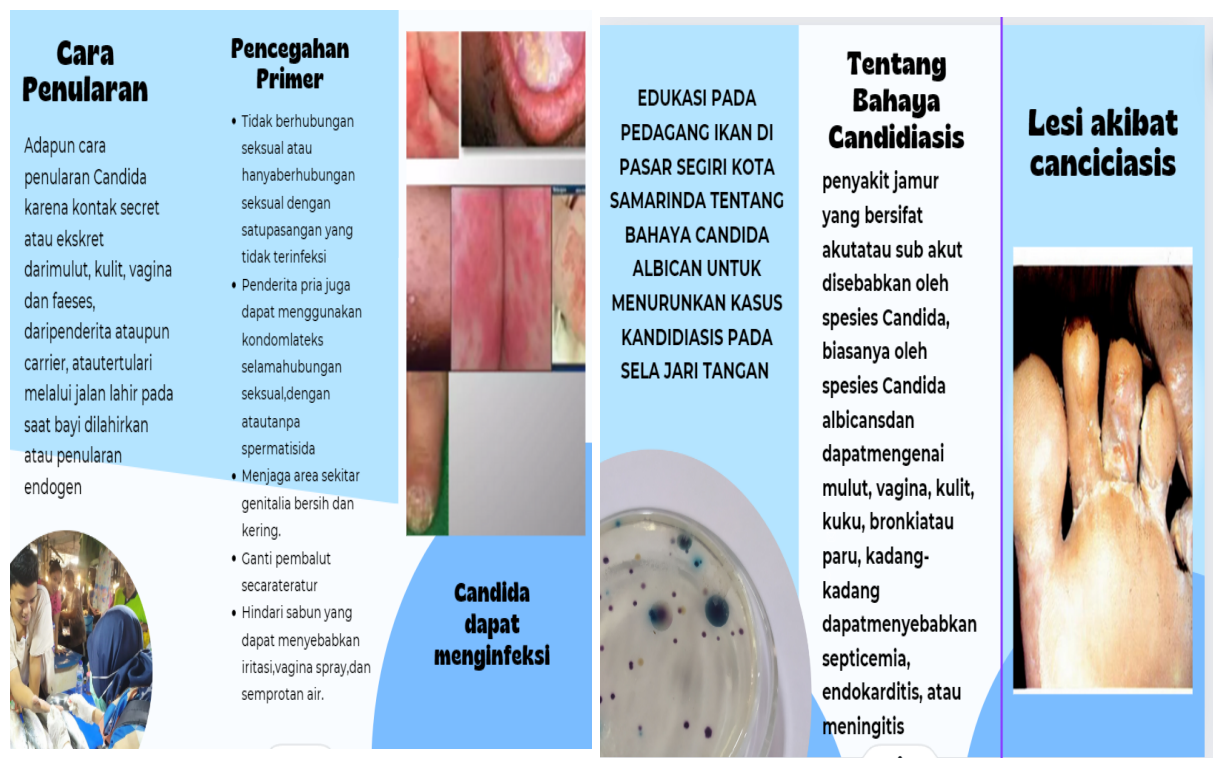 Cara
Penularan
Adapun cara
penularan Candida
karena kontak secret
atau ekskret
darimulut, kulit, vagina
dan faeses,
daripenderita ataupun
carrier, atautertulari
melalui jalan lahir pada
saat bayi dilahirkan
atau penularan
endogen
Pencegahan
Primer
• Tidak berhubungan
seksual atau
hanyaberhubungan
seksual dengan
satupasangan yang
tidak terinfeksi
• Penderita pria juga
dapat menggunakan
kondomlateks
selamahubungan
seksual,dengan
atautanpa
spermatisida
• Menjaga area sekitar
genitalia bersih dan
kering.
• Ganti pembalut
secarateratur
• Hindari sabun yang
dapat menyebabkan
iritasi,vagina spray,dan
semprotan air.
Candida
dapat
menginfeksi
EDUKASI PADA
PEDAGANG IKAN DI
PASAR SEGIRI KOTA
SAMARINDA TENTANG
BAHAYA CANDIDA
ALBICAN UNTUK
MENURUNKAN KASUS
KANDIDIASIS PADA
SELA JARI TANGAN
Tentang
Bahaya
Candidiasis
penyakit jamur
yang bersifat
akutatau sub akut
disebabkan oleh
spesies Candida,
biasanya oleh
spesies Candida
albicansdan
dapatmengenai
mulut, vagina, kulit,
kuku, bronkiatau
paru, kadang-
kadang
dapatmenyebabkan
septicemia,
endokarditis, atau
meningitis
Lesi akibat
canciciasis